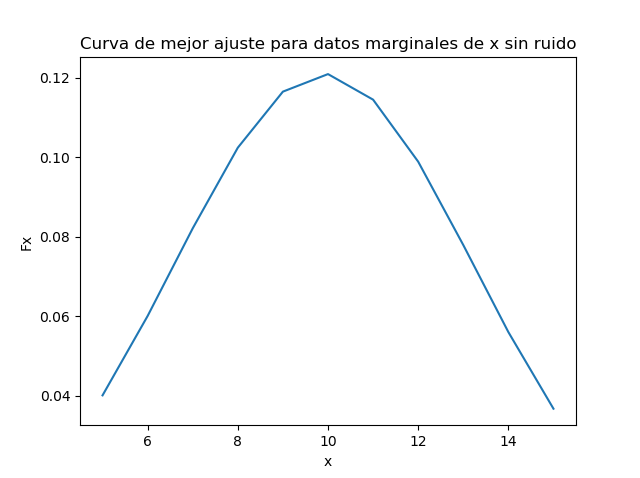 Curva de mejor ajuste para datos marginales de x sin ruido
0.12
0.10
0.08
0.06
0.04
Fx
6 8 10 12 14
x